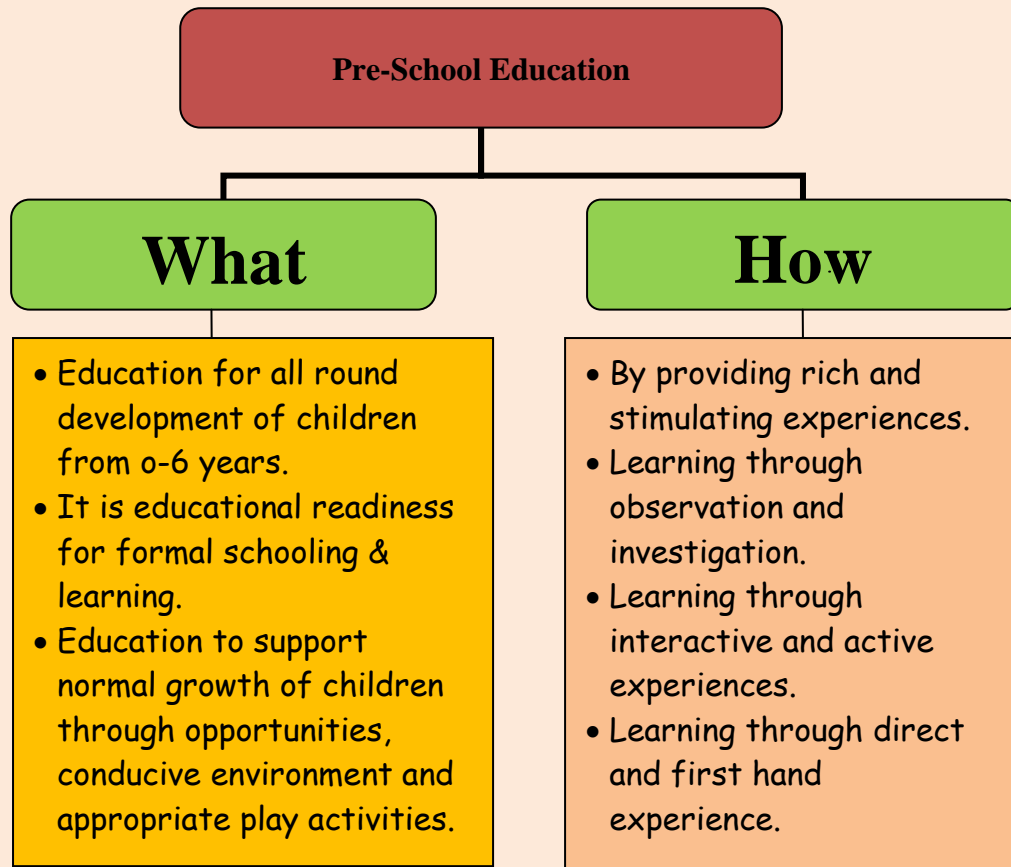 Pre-School Education
What
How
• Education for all round
development of children
from o-6 years.
• It is educational readiness
for formal schooling &
learning.
• Education to support
normal growth of children
through opportunities,
conducive environment and
appropriate play activities.
• By providing rich and
stimulating experiences.
• Learning through
observation and
investigation.
• Learning through
interactive and active
experiences.
• Learning through direct
and first hand
experience.